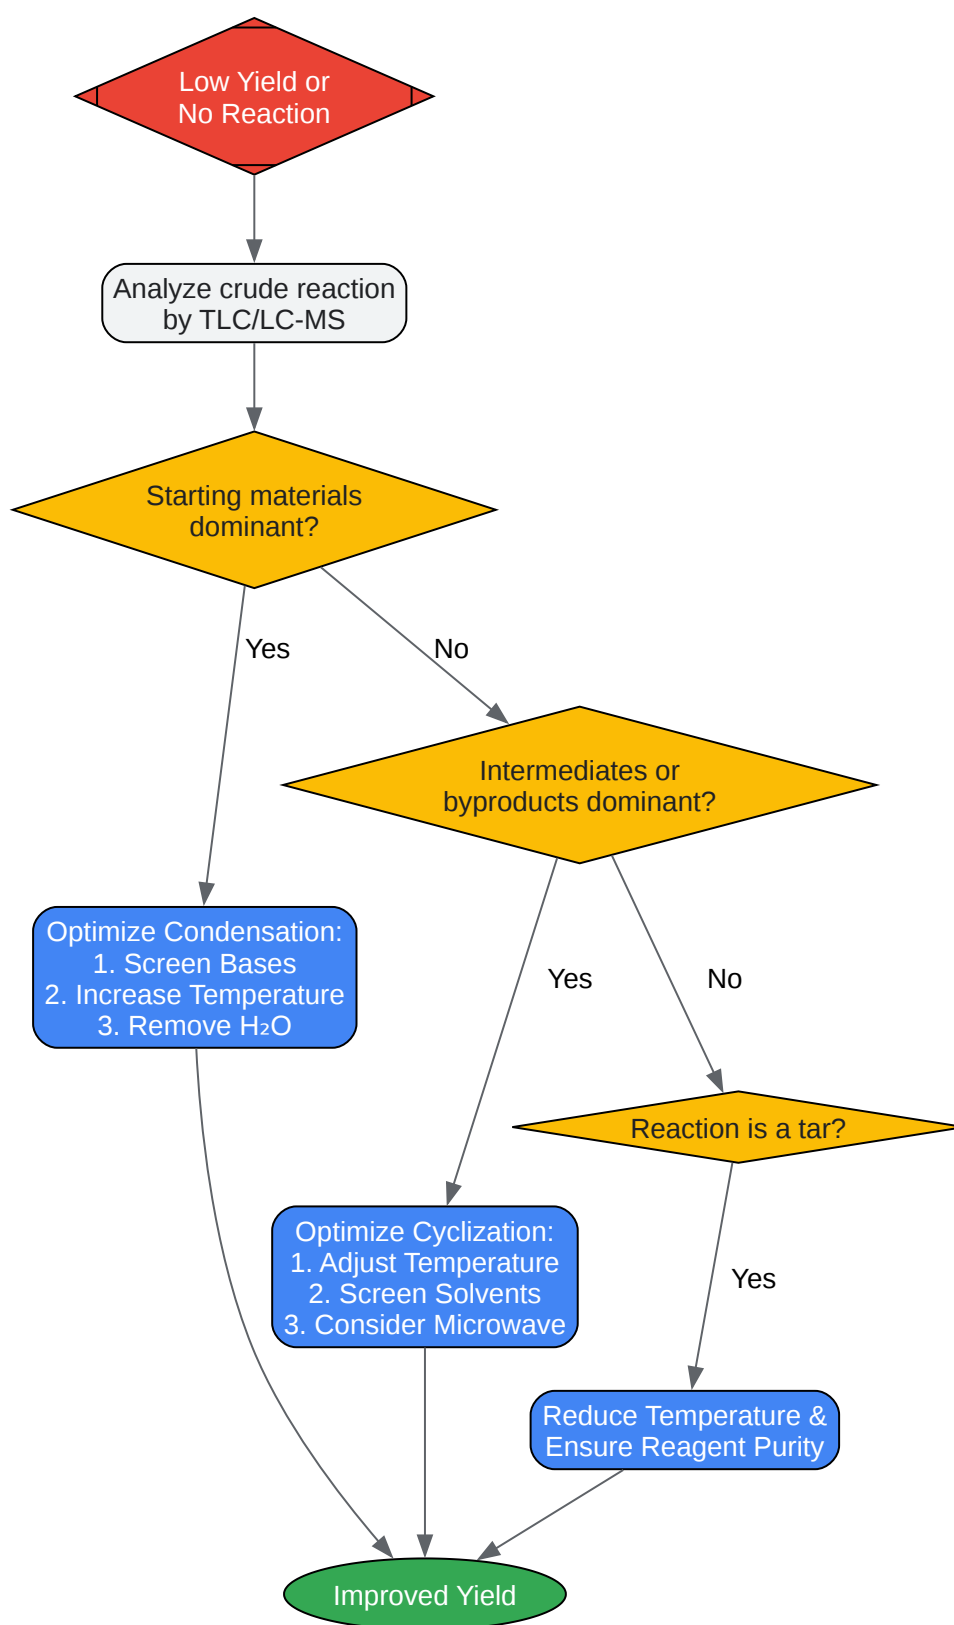 Low Yield or
No Reaction
Analyze crude reaction
by TLC/LC-MS
Starting materials
dominant?
Yes
No
Intermediates or
byproducts dominant?
Optimize Condensation:
1. Screen Bases
2. Increase Temperature
3. Remove H₂O
Yes
No
Reaction is a tar?
Optimize Cyclization:
1. Adjust Temperature
2. Screen Solvents
3. Consider Microwave
Yes
Reduce Temperature &
Ensure Reagent Purity
Improved Yield